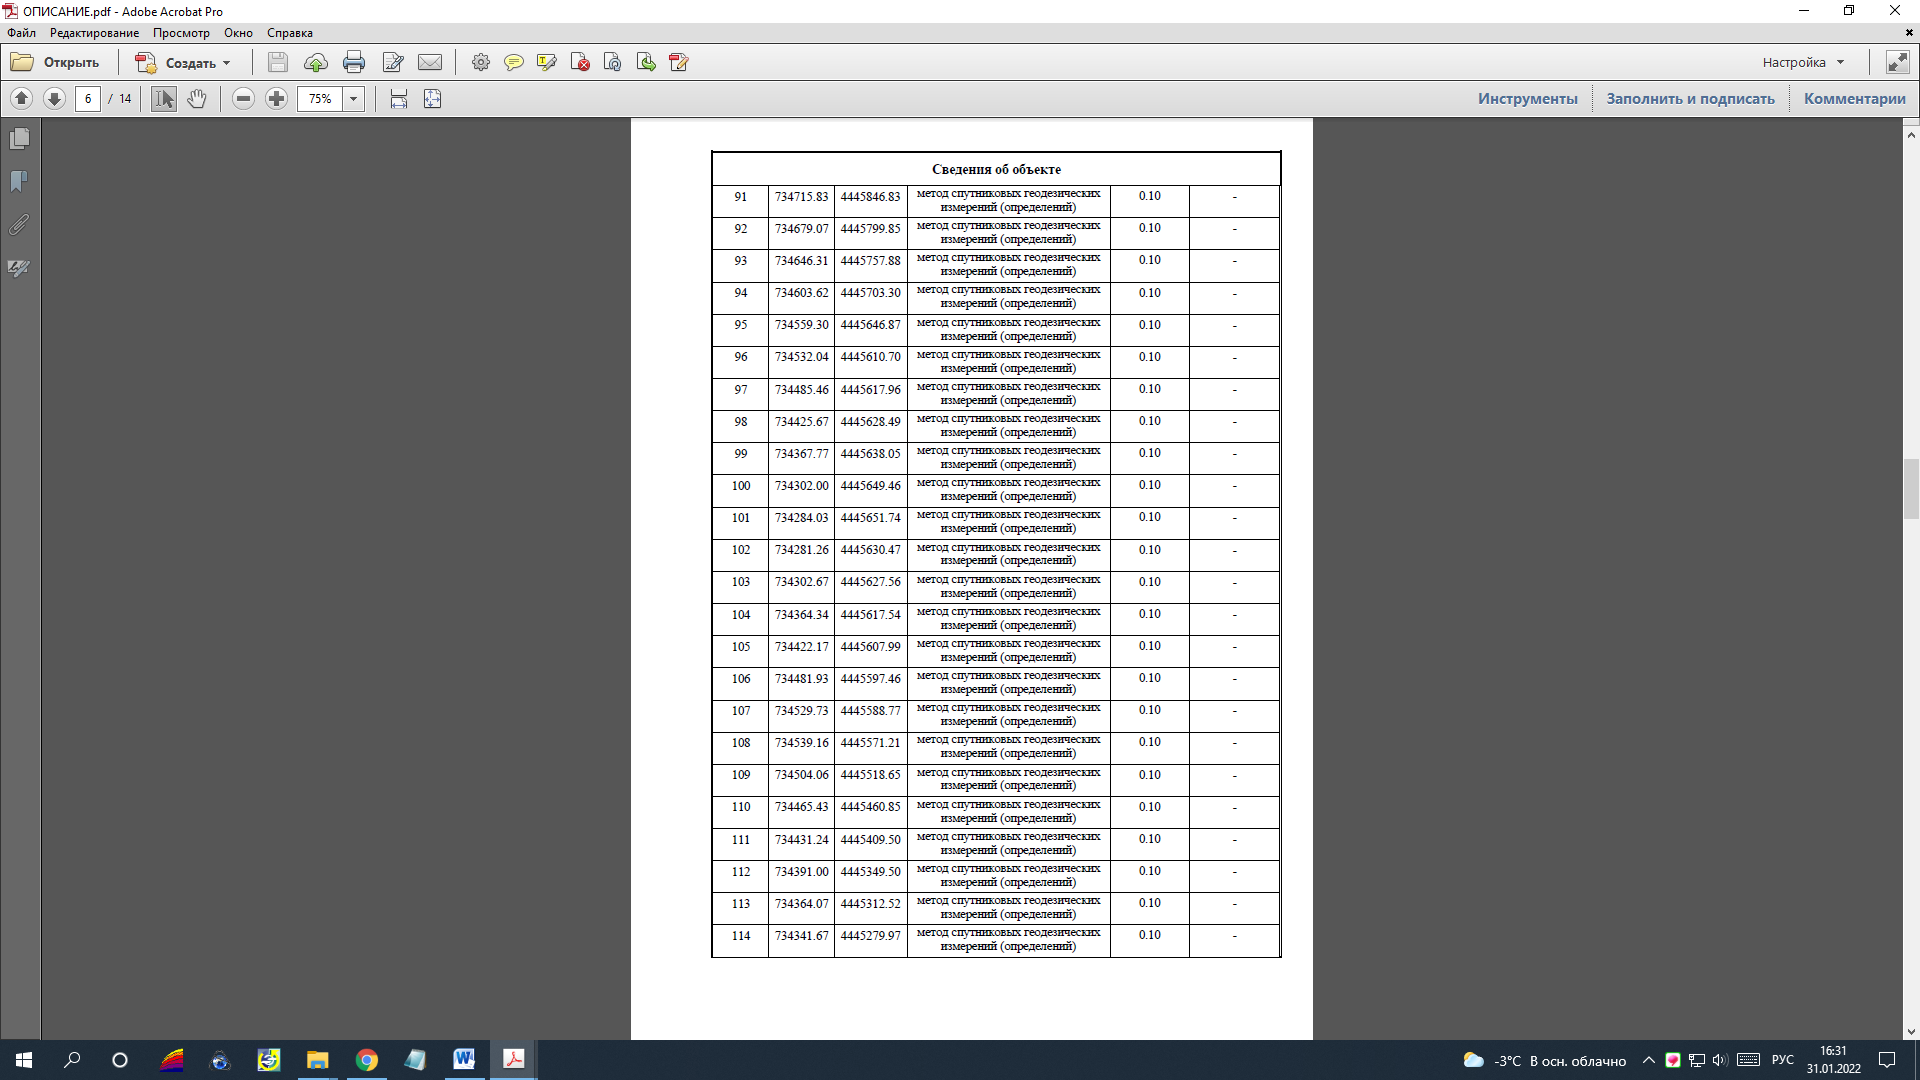 ОПИСАНИЕ.pdf - Adobe Acrobat Pro
Файл Редактирование Просмотр Окно Справка
Открыть Создать Настройка
6 / 14 75% Инструменты Заполнить и подписать Комментарии
Сведения об объекте
91 734715.83 4445846.83 метод спутниковых геодезических измерений (определений) 0.10 -
92 734679.07 4445799.85 метод спутниковых геодезических измерений (определений) 0.10 -
93 734646.31 4445757.88 метод спутниковых геодезических измерений (определений) 0.10 -
94 734603.62 4445703.30 метод спутниковых геодезических измерений (определений) 0.10 -
95 734559.30 4445646.87 метод спутниковых геодезических измерений (определений) 0.10 -
96 734532.04 4445610.70 метод спутниковых геодезических измерений (определений) 0.10 -
97 734485.46 4445617.96 метод спутниковых геодезических измерений (определений) 0.10 -
98 734425.67 4445628.49 метод спутниковых геодезических измерений (определений) 0.10 -
99 734367.77 4445638.05 метод спутниковых геодезических измерений (определений) 0.10 -
100 734302.00 4445649.46 метод спутниковых геодезических измерений (определений) 0.10 -
101 734284.03 4445651.74 метод спутниковых геодезических измерений (определений) 0.10 -
102 734281.26 4445630.47 метод спутниковых геодезических измерений (определений) 0.10 -
103 734302.67 4445627.56 метод спутниковых геодезических измерений (определений) 0.10 -
104 734364.34 4445617.54 метод спутниковых геодезических измерений (определений) 0.10 -
105 734422.17 4445607.99 метод спутниковых геодезических измерений (определений) 0.10 -
106 734481.93 4445597.46 метод спутниковых геодезических измерений (определений) 0.10 -
107 734529.73 4445588.77 метод спутниковых геодезических измерений (определений) 0.10 -
108 734539.16 4445571.21 метод спутниковых геодезических измерений (определений) 0.10 -
109 734504.06 4445518.65 метод спутниковых геодезических измерений (определений) 0.10 -
110 734465.43 4445460.85 метод спутниковых геодезических измерений (определений) 0.10 -
111 734431.24 4445409.50 метод спутниковых геодезических измерений (определений) 0.10 -
112 734391.00 4445349.50 метод спутниковых геодезических измерений (определений) 0.10 -
113 734364.07 4445312.52 метод спутниковых геодезических измерений (определений) 0.10 -
114 734341.67 4445279.97 метод спутниковых геодезических измерений (определений) 0.10 -
-3°C В осн. облачно РУС 16:31
31.01.2022